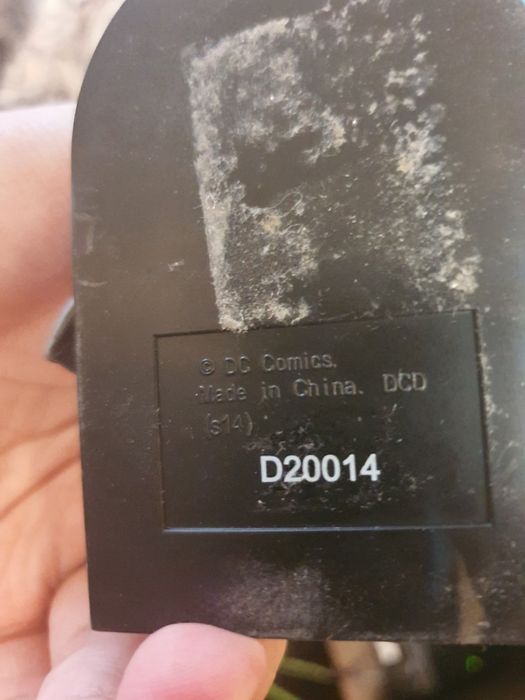 © DC Comics.
Made in China. DCD
(s14)
D20014